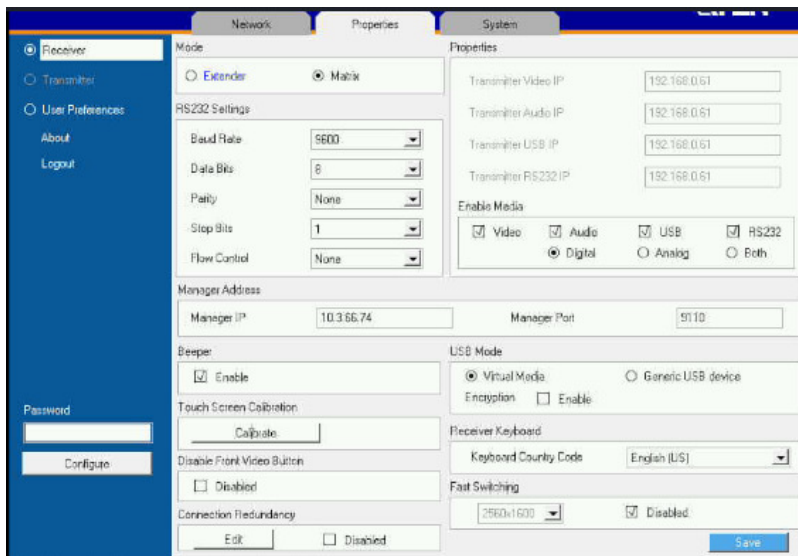 Network
Properties
System
Receiver
Transmitter
User Preferences
About
Logout
Password
Configure
Mode
Extender
Matrix
RS232 Settings
Baud Rate 9600
Data Bits 8
Parity None
Stop Bits 1
Flow Control None
Properties
Transmitter Video IP 192.168.0.61
Transmitter Audio IP 192.168.0.61
Transmitter USB IP 192.168.0.61
Transmitter RS232 IP 192.168.0.61
Enable Media
Video Audio USB RS232
Digital Analog Both
Manager Address
Manager IP 10.3.66.74 Manager Port 9110
Beeper
Enable
USB Mode
Virtual Media Generic USB device
Encryption Enable
Touch Screen Calibration
Calibrate
Receiver Keyboard
Keyboard Country Code English (US)
Disable Front Video Button
Disabled
Fast Switching
2560x1600 Disabled
Connection Redundancy
Edit Disabled
Save